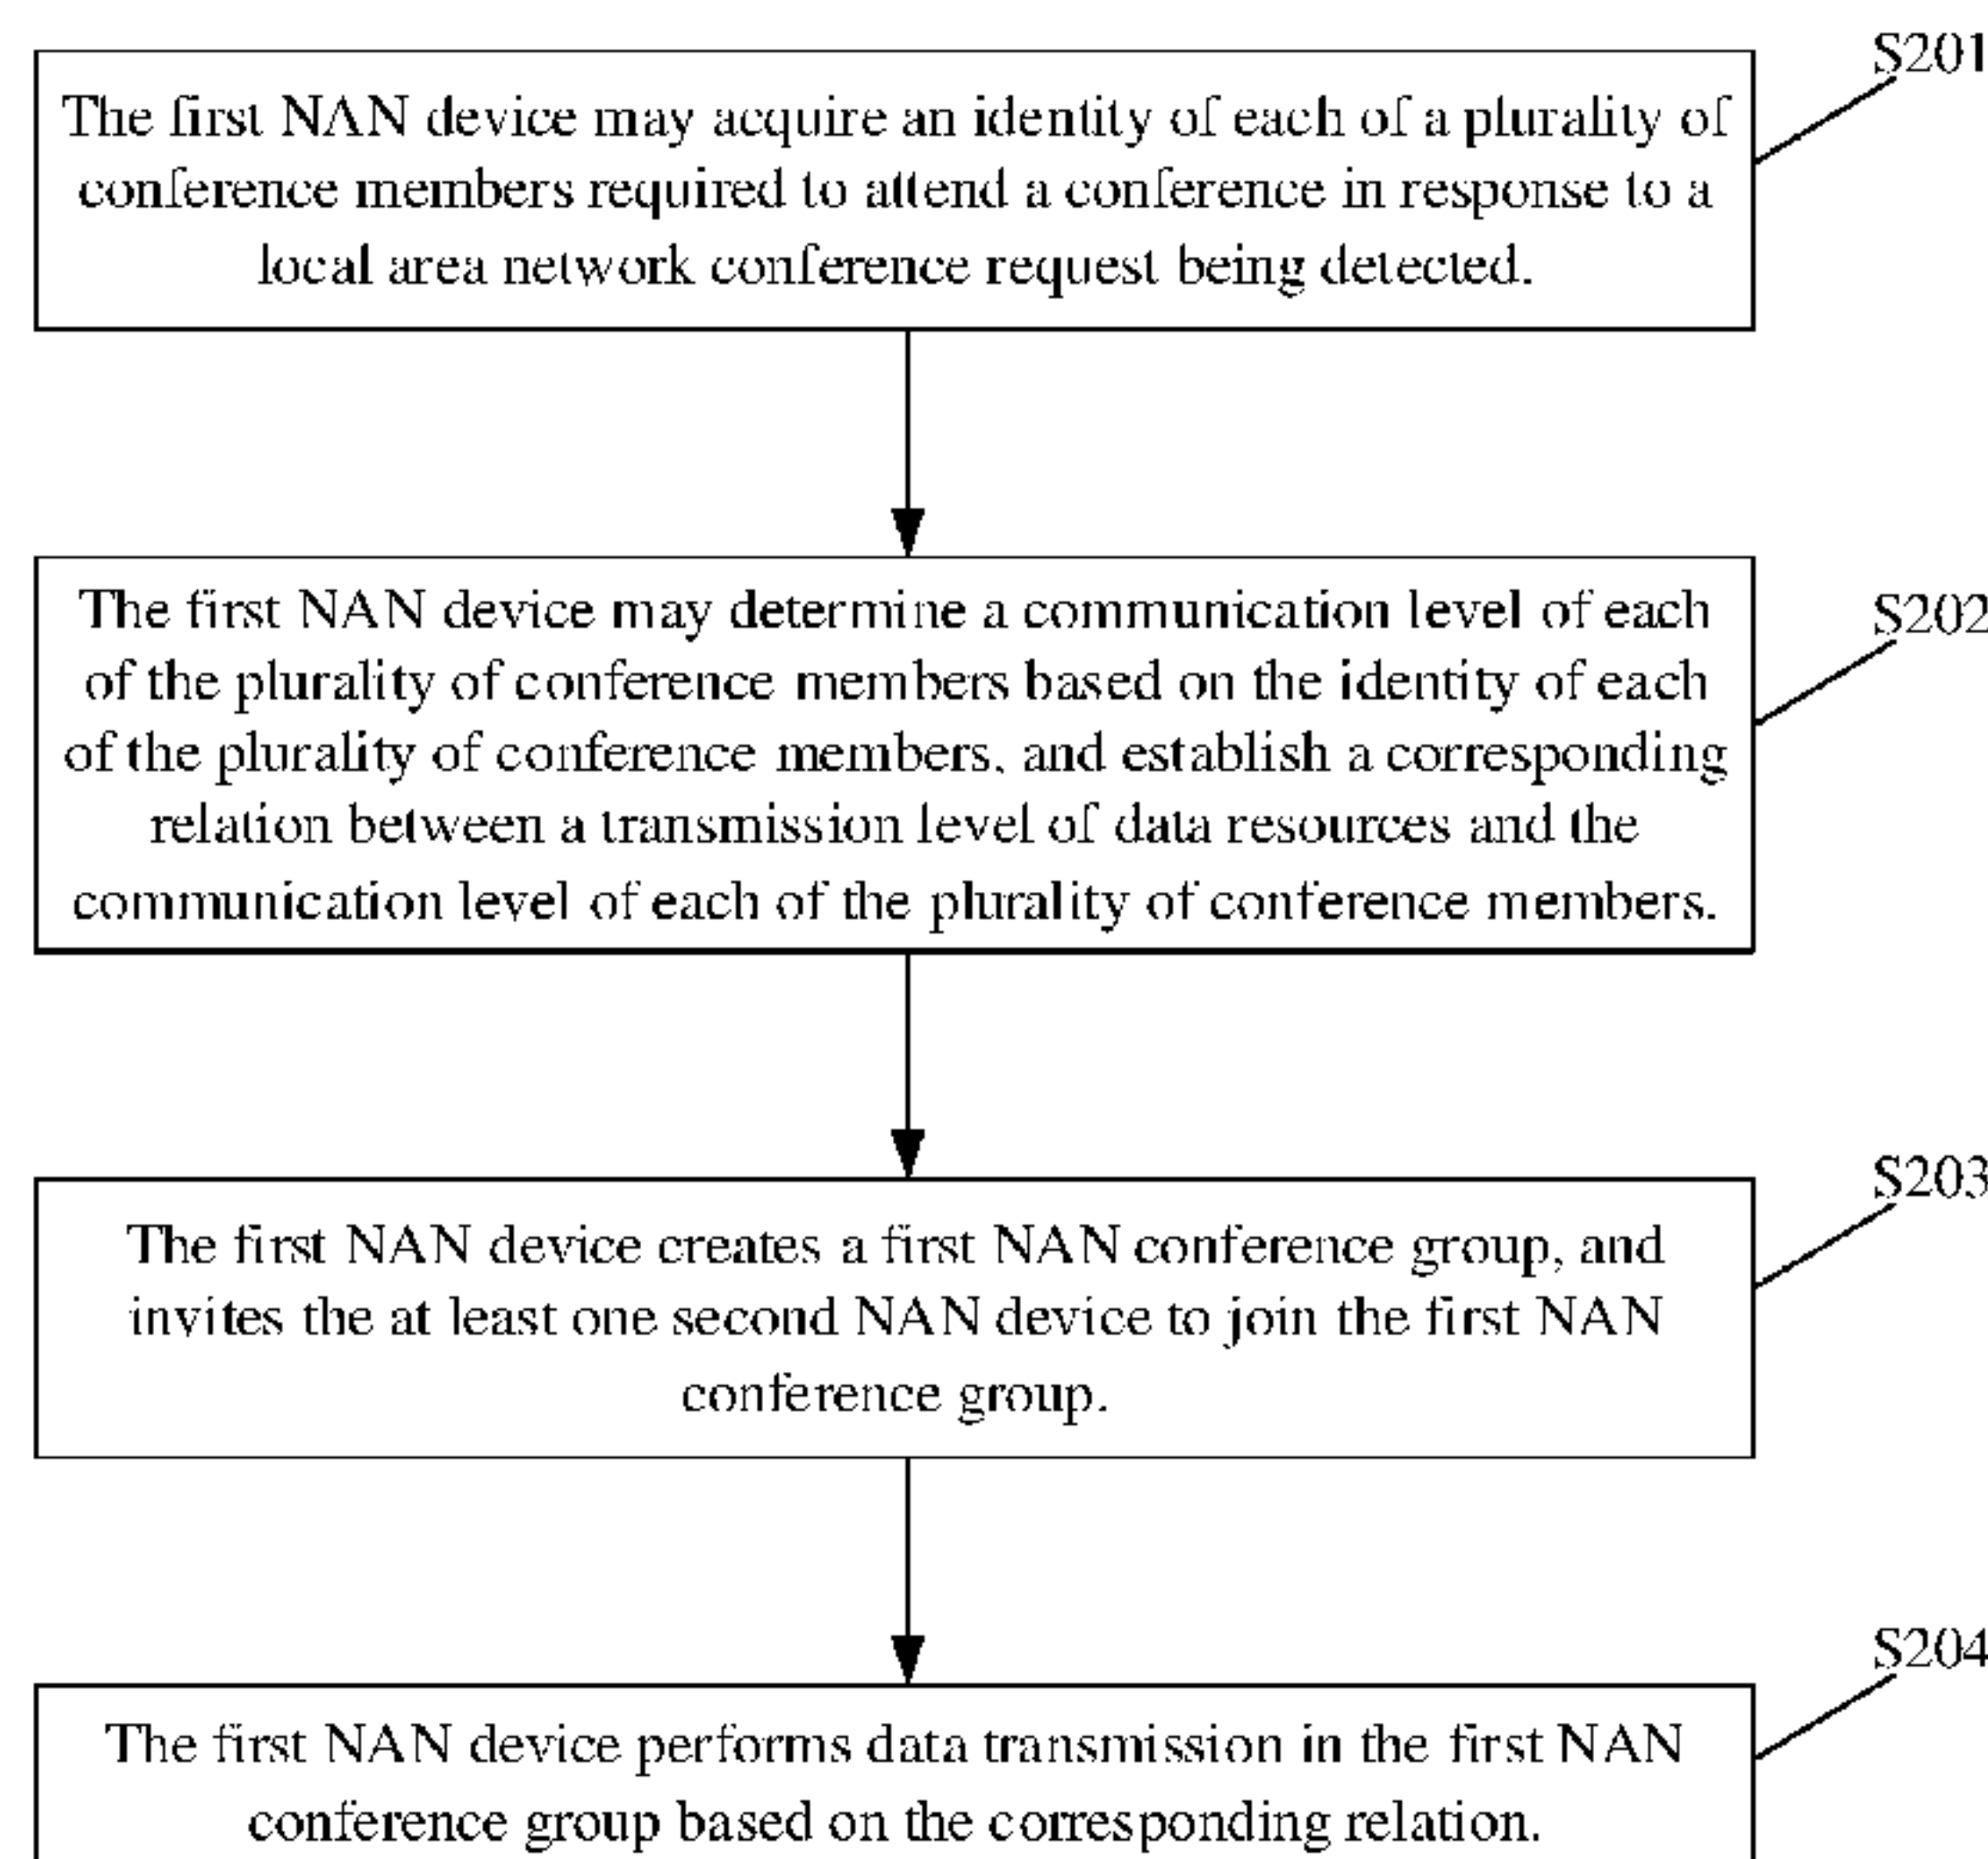 S201
The first NAN device may acquire an identity of each of a plurality of
conference members required to attend a conference in response to a
local area network conference request being detected.
S202
The first NAN device may determine a communication level of each
of the plurality of conference members based on the identity of each
of the plurality of conference members, and establish a corresponding
relation between a transmission level of data resources and the
communication level of each of the plurality of conference members.
S203
The first NAN device creates a first NAN conference group, and
invites the at least one second NAN device to join the first NAN
conference group.
S204
The first NAN device performs data transmission in the first NAN
conference group based on the corresponding relation.